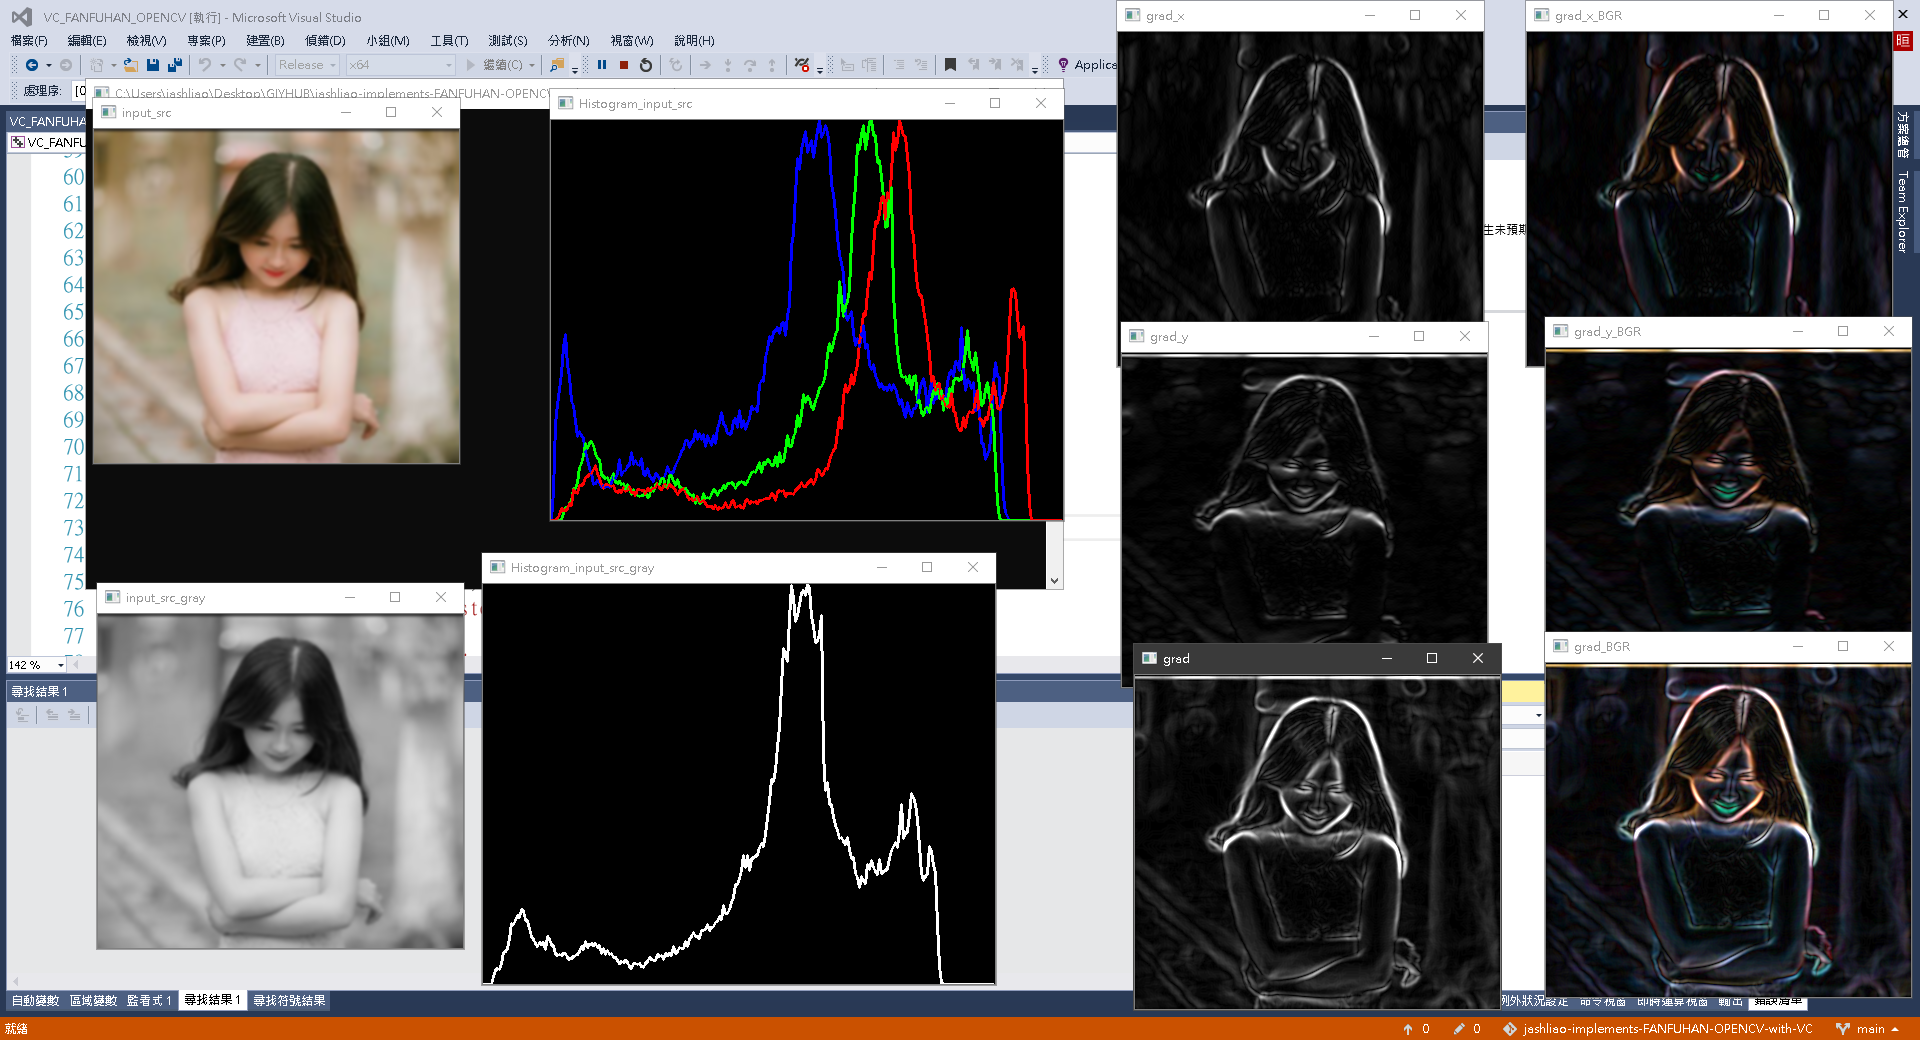 VC_FANFUHAN_OPENCV [執行] - Microsoft Visual Studio
檔案(F) 編輯(E) 檢視(V) 專案(P) 建置(B) 偵錯(D) 小組(M) 工具(T) 測試(S) 分析(N) 視窗(W) 說明(H)
Release x64 繼續(C) Applica
處理序:
C:\Users\jashliao\Desktop\GIYHUB\jashliao-implements-FANFUHAN-OPENCV
input_src
Histogram_input_src
grad_x
grad_x_BGR
VC_FANFUHA
VC_FANFU
60
61
62
63
64
65
66
67
68
69
70
71
72
73
74
75
76
77
生未預期
方案總管
Team Explorer
grad_y
grad_y_BGR
Histogram_input_src_gray
input_src_gray
grad
grad_BGR
142 %
尋找結果 1
自動變數 區域變數 監看式 1 尋找結果 1 尋找符號結果
例外狀況設定 命令視窗 即時運算視窗 輸出 錯誤清單
就緒
0 0 jashliao-implements-FANFUHAN-OPENCV-with-VC main